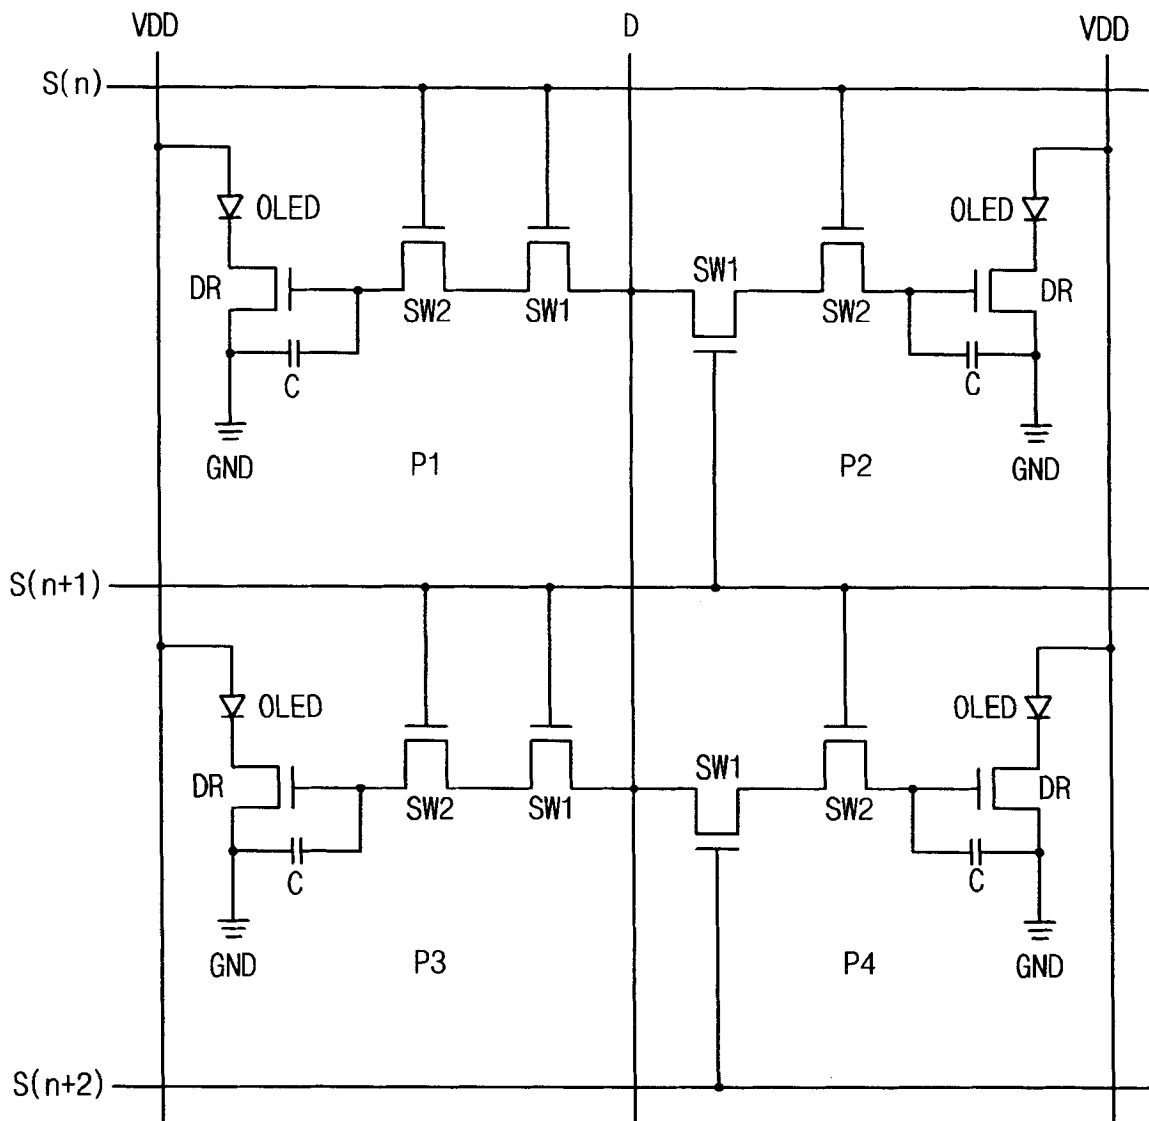 VDD D VDD
S(n)
OLED OLED
SW1
DR DR
SW2 SW1 SW2
C C
GND P1 P2 GND
S(n+1)
OLED OLED
SW1
DR DR
SW2 SW1 SW2
C C
GND P3 P4 GND
S(n+2)